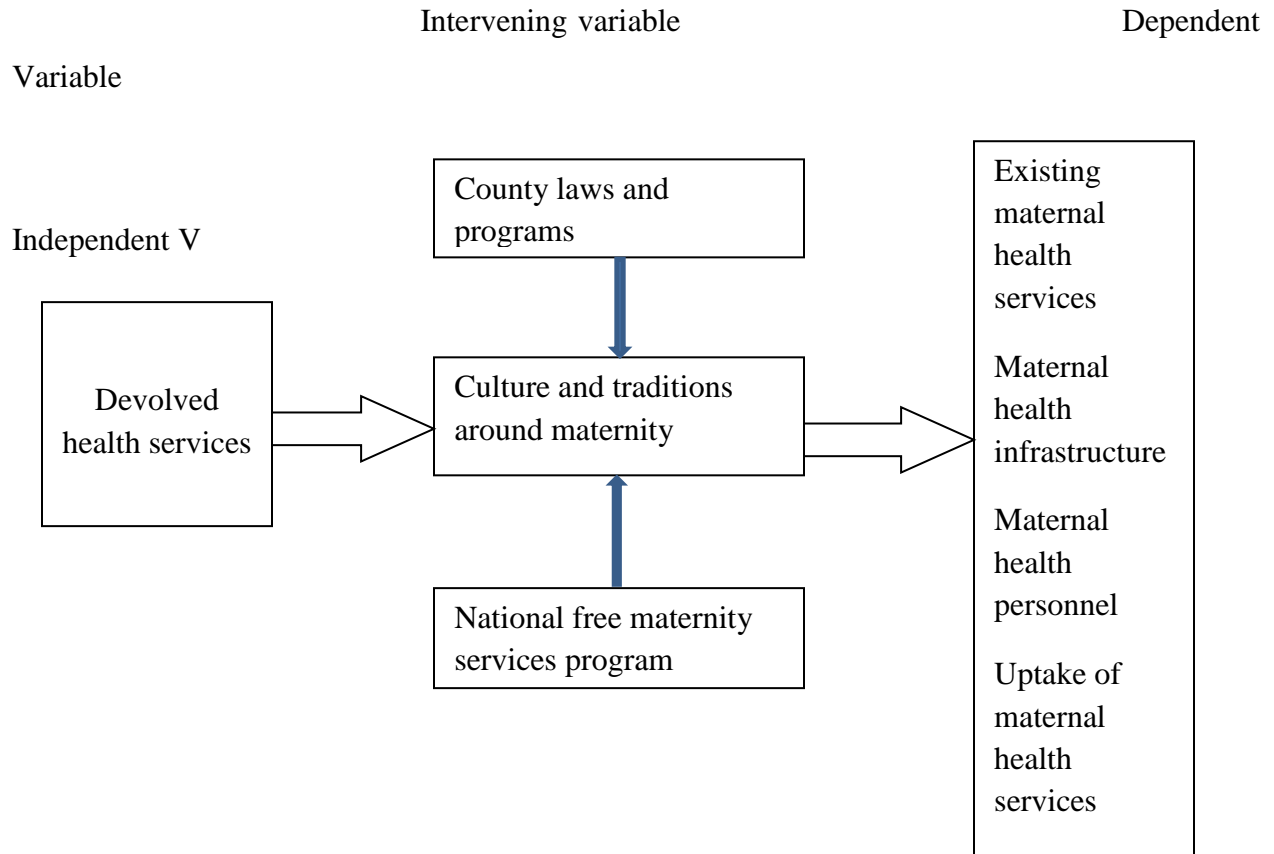 Intervening variable Dependent
Variable
Independent V
Devolved
health services
County laws and
programs
Culture and traditions
around maternity
National free maternity
services program
Existing
maternal
health
services
Maternal
health
infrastructure
Maternal
health
personnel
Uptake of
maternal
health
services